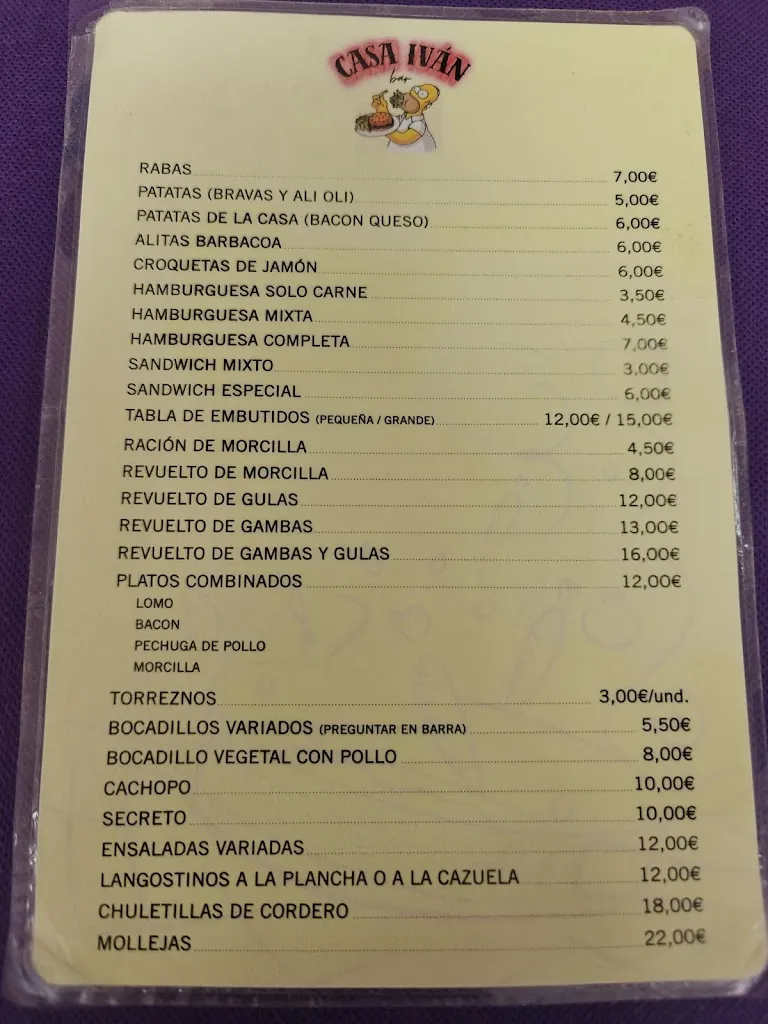 CASA IVÁN
bar
RABAS 7,00€
PATATAS (BRAVAS Y ALI OLI) 5,00€
PATATAS DE LA CASA (BACON QUESO) 6,00€
ALITAS BARBACOA 6,00€
CROQUETAS DE JAMÓN 6,00€
HAMBURGUESA SOLO CARNE 3,50€
HAMBURGUESA MIXTA 4,50€
HAMBURGUESA COMPLETA 7,00€
SANDWICH MIXTO 3,00€
SANDWICH ESPECIAL 6,00€
TABLA DE EMBUTIDOS (PEQUEÑA / GRANDE) 12,00€ / 15,00€
RACIÓN DE MORCILLA 4,50€
REVUELTO DE MORCILLA 8,00€
REVUELTO DE GULAS 12,00€
REVUELTO DE GAMBAS 13,00€
REVUELTO DE GAMBAS Y GULAS 16,00€
PLATOS COMBINADOS 12,00€
LOMO
BACON
PECHUGA DE POLLO
MORCILLA
TORREZNOS 3,00€/und.
BOCADILLOS VARIADOS (PREGUNTAR EN BARRA) 5,50€
BOCADILLO VEGETAL CON POLLO 8,00€
CACHOPO 10,00€
SECRETO 10,00€
ENSALADAS VARIADAS 12,00€
LANGOSTINOS A LA PLANCHA O A LA CAZUELA 12,00€
CHULETILLAS DE CORDERO 18,00€
MOLLEJAS 22,00€